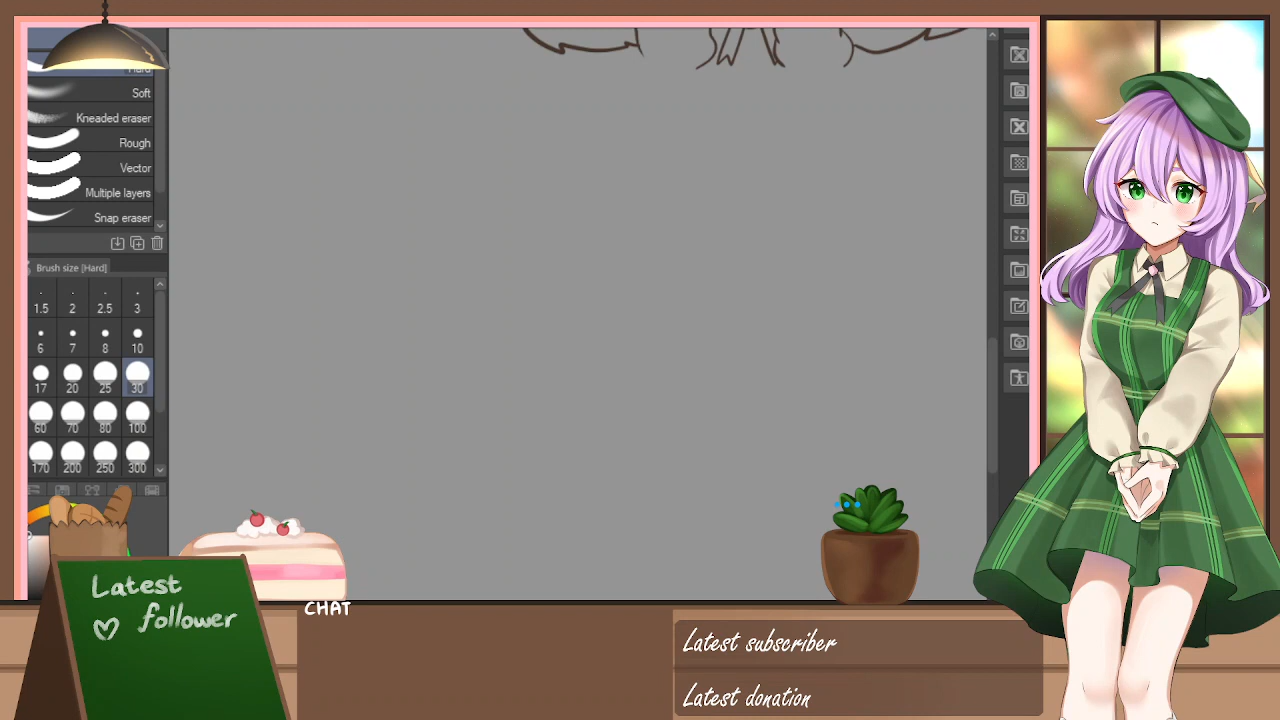 Hard
Soft
Kneaded eraser
Rough
Vector
Multiple layers
Snap eraser
Brush size [Hard]
1.5 2 2.5 3
6 7 8 10
17 20 25 30
60 70 80 100
170 200 250 300
Latest
follower
CHAT
Latest subscriber
Latest donation